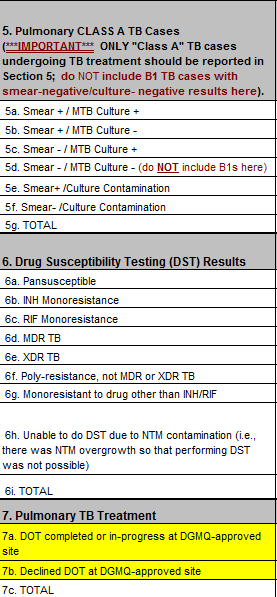 5. Pulmonary CLASS A TB Cases
(***IMPORTANT*** ONLY "Class A" TB cases
undergoing TB treatment should be reported in
Section 5; do NOT include B1 TB cases with
smear-negative/culture- negative results here).
5a. Smear + / MTB Culture +
5b. Smear + / MTB Culture -
5c. Smear - / MTB Culture +
5d. Smear - / MTB Culture - (do NOT include B1s here)
5e. Smear+ /Culture Contamination
5f. Smear- /Culture Contamination
5g. TOTAL
6. Drug Susceptibility Testing (DST) Results
6a. Pansusceptible
6b. INH Monoresistance
6c. RIF Monoresistance
6d. MDR TB
6e. XDR TB
6f. Poly-resistance, not MDR or XDR TB
6g. Monoresistant to drug other than INH/RIF
6h. Unable to do DST due to NTM contamination (i.e.,
there was NTM overgrowth so that performing DST
was not possible)
6i. TOTAL
7. Pulmonary TB Treatment
7a. DOT completed or in-progress at DGMQ-approved
site
7b. Declined DOT at DGMQ-approved site
7c. TOTAL